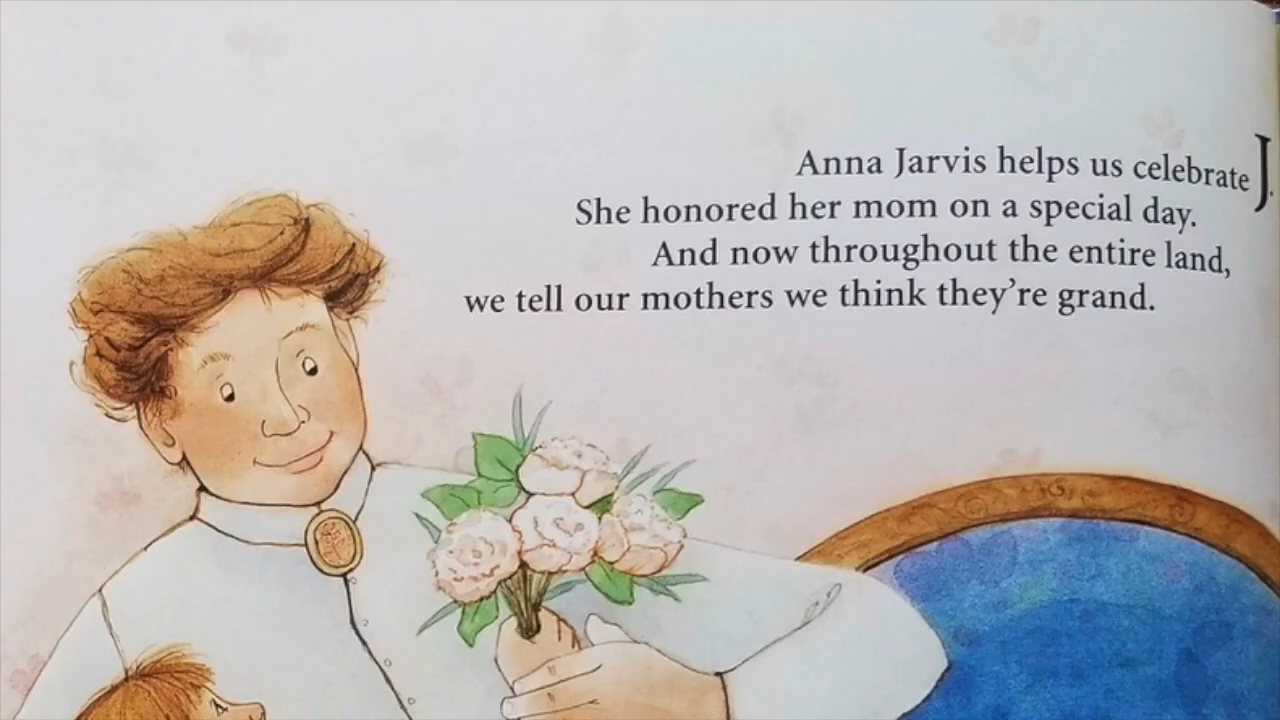 Anna Jarvis helps us celebrate J.
She honored her mom on a special day.
And now throughout the entire land,
we tell our mothers we think they're grand.